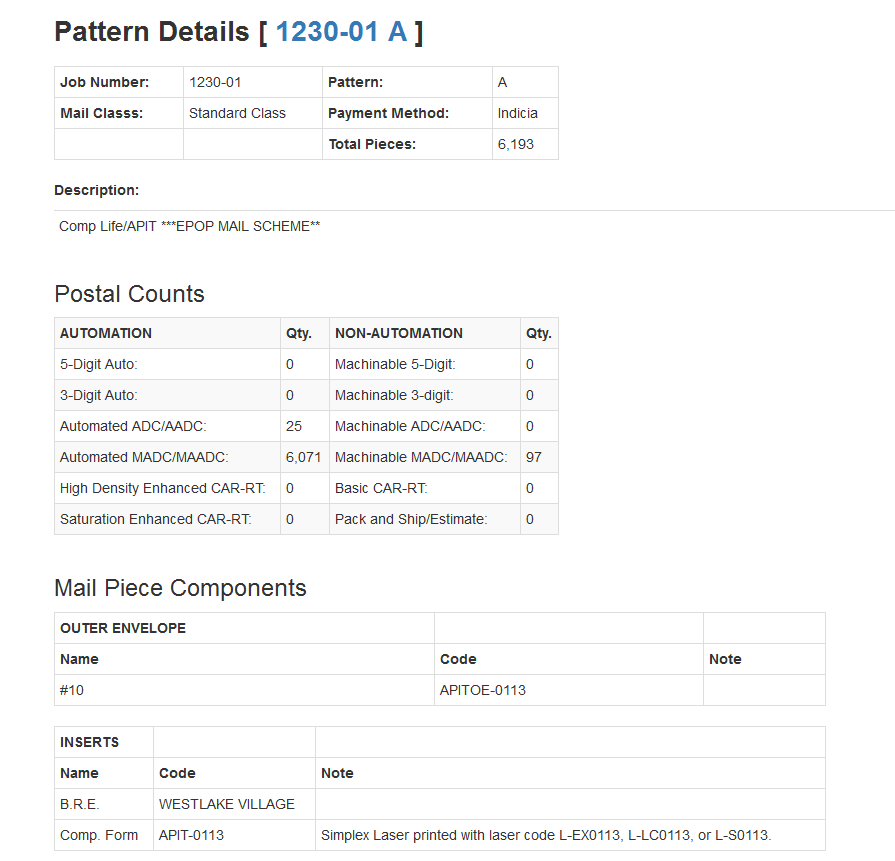 Pattern Details [ 1230-01 A ]
Job Number: 1230-01 Pattern: A
Mail Classs: Standard Class Payment Method: Indicia
Total Pieces: 6,193
Description:
Comp Life/APIT ***EPOP MAIL SCHEME**
Postal Counts
AUTOMATION Qty. NON-AUTOMATION Qty.
5-Digit Auto: 0 Machinable 5-Digit: 0
3-Digit Auto: 0 Machinable 3-digit: 0
Automated ADC/AADC: 25 Machinable ADC/AADC: 0
Automated MADC/MAADC: 6,071 Machinable MADC/MAADC: 97
High Density Enhanced CAR-RT: 0 Basic CAR-RT: 0
Saturation Enhanced CAR-RT: 0 Pack and Ship/Estimate: 0
Mail Piece Components
OUTER ENVELOPE
Name Code Note
#10 APITOE-0113
INSERTS
Name Code Note
B.R.E. WESTLAKE VILLAGE
Comp. Form APIT-0113 Simplex Laser printed with laser code L-EX0113, L-LC0113, or L-S0113.